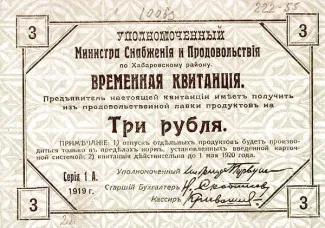 222-55
3 3
УПОЛНОМОЧЕННЫЙ
Министра Снабженія и Продовольствія
по Хабаровскому району.
ВРЕМЕННАЯ КВИТАНЦІЯ.
Предъявитель настоящей квитанціи имѣетъ получить
изъ продовольственной лавки продуктовъ на
Три рубля.
ПРИМѢЧАНІЕ: 1) отпускъ отдѣльныхъ продуктовъ будетъ произво-
диться только въ предѣлахъ нормъ, установленныхъ введенной карточ-
ной системой; 2) квитанція дѣйствительна до 1 мая 1920 года.
Серія 1 А.
1919 г.
Уполномоченный
Старшій Бухгалтеръ
Кассиръ
3 3